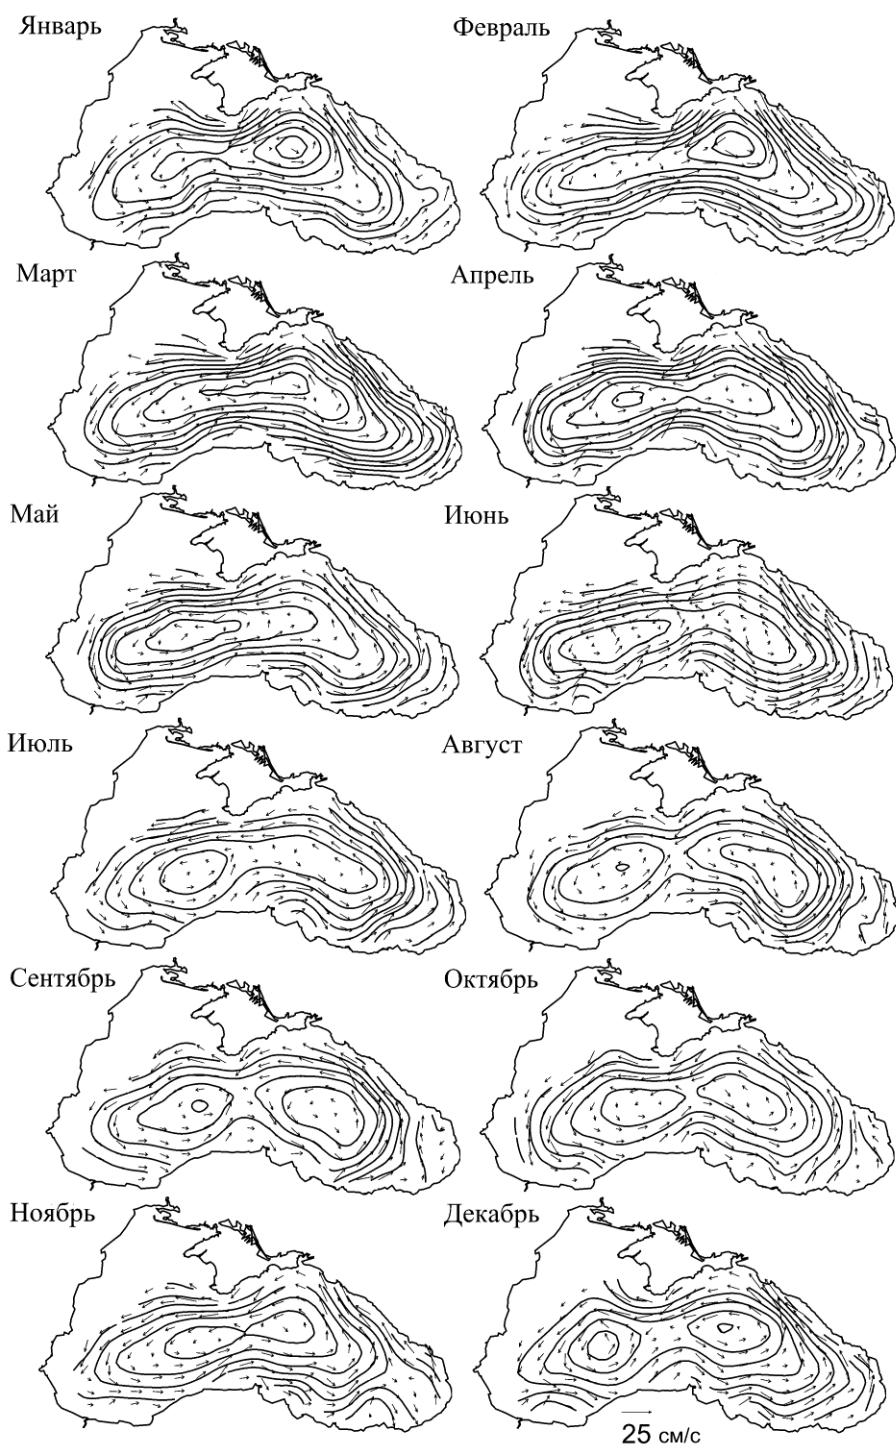 Январь
Февраль
Март
Апрель
Май
Июнь
Июль
Август
Сентябрь
Октябрь
Ноябрь
Декабрь
25 см/с